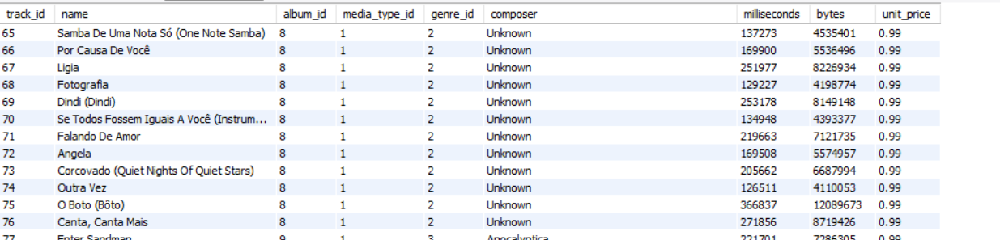 track_id name album_id media_type_id genre_id composer milliseconds bytes unit_price
65 Samba De Uma Nota Só (One Note Samba) 8 1 2 Unknown 137273 4535401 0.99
66 Por Causa De Você 8 1 2 Unknown 169900 5536496 0.99
67 Ligia 8 1 2 Unknown 251977 8226934 0.99
68 Fotografia 8 1 2 Unknown 129227 4198774 0.99
69 Dindi (Dindi) 8 1 2 Unknown 253178 8149148 0.99
70 Se Todos Fossem Iguais A Você (Instrum... 8 1 2 Unknown 134948 4393377 0.99
71 Falando De Amor 8 1 2 Unknown 219663 7121735 0.99
72 Angela 8 1 2 Unknown 169508 5574957 0.99
73 Corcovado (Quiet Nights Of Quiet Stars) 8 1 2 Unknown 205662 6687994 0.99
74 Outra Vez 8 1 2 Unknown 126511 4110053 0.99
75 O Boto (Bôto) 8 1 2 Unknown 366837 12089673 0.99
76 Canta, Canta Mais 8 1 2 Unknown 271856 8719426 0.99
77 Enter Sandman 9 1 3 Apocalyptica 221701 7286305 0.99